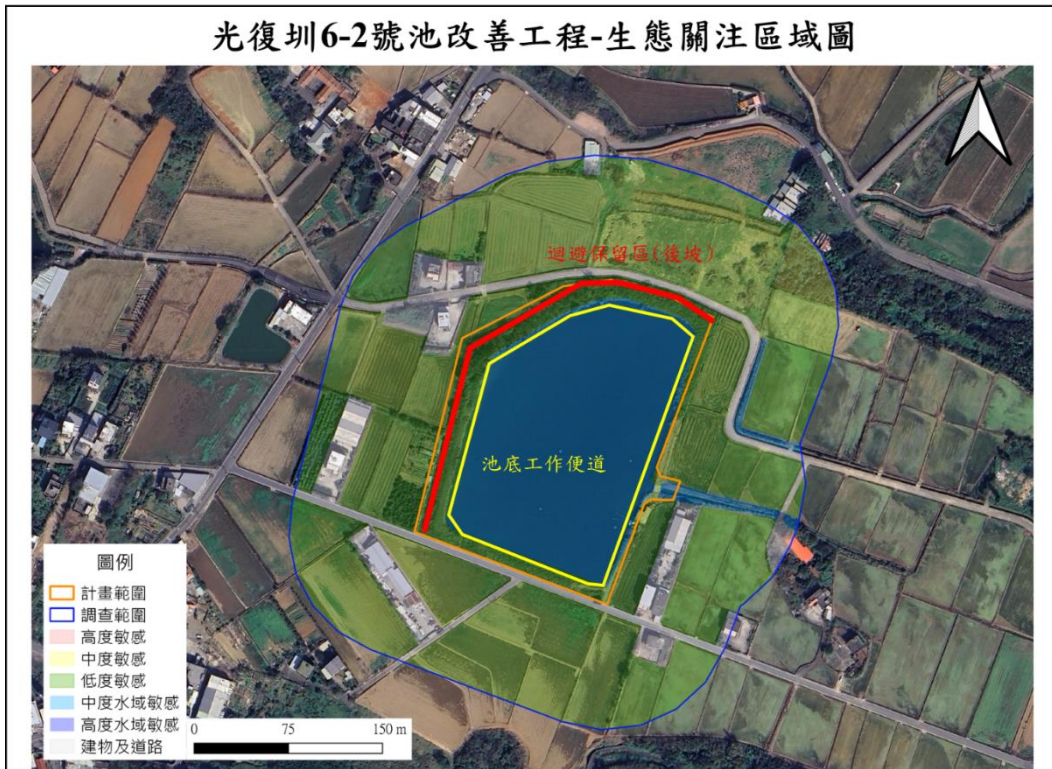 光復圳6-2號池改善工程-生態關注區域圖
迴避保留區(後坡)
池底工作便道
圖例
計畫範圍
調查範圍
高度敏感
中度敏感
低度敏感
中度水域敏感
高度水域敏感
建物及道路
0 75 150 m